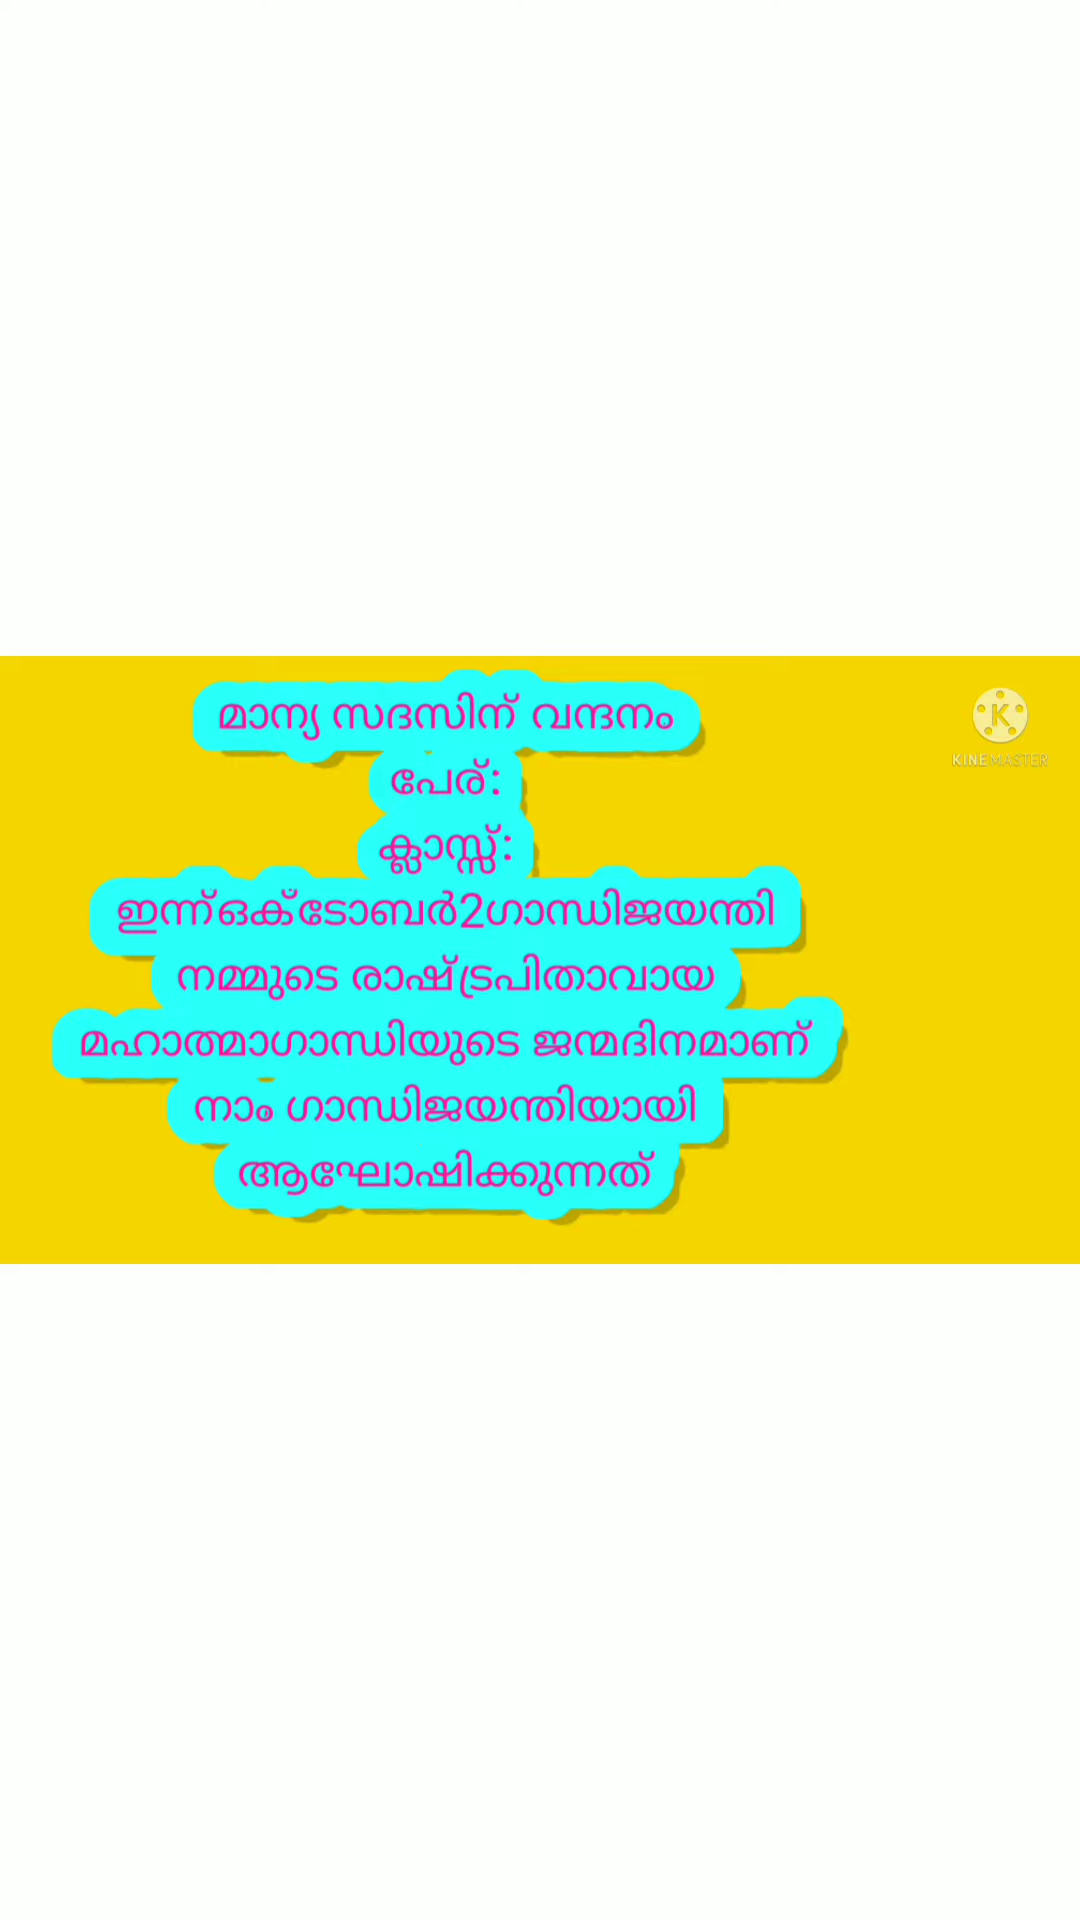 മാന്യ സദസിന് വന്ദനം
പേര്:
ക്ലാസ്സ്:
ഇന്ന്ഒക്ടോബർ2ഗാന്ധിജയന്തി
നമ്മുടെ രാഷ്ട്രപിതാവായ
മഹാത്മാഗാന്ധിയുടെ ജന്മദിനമാണ്
നാം ഗാന്ധിജയന്തിയായി
ആഘോഷിക്കുന്നത്
K
KINEMASTER